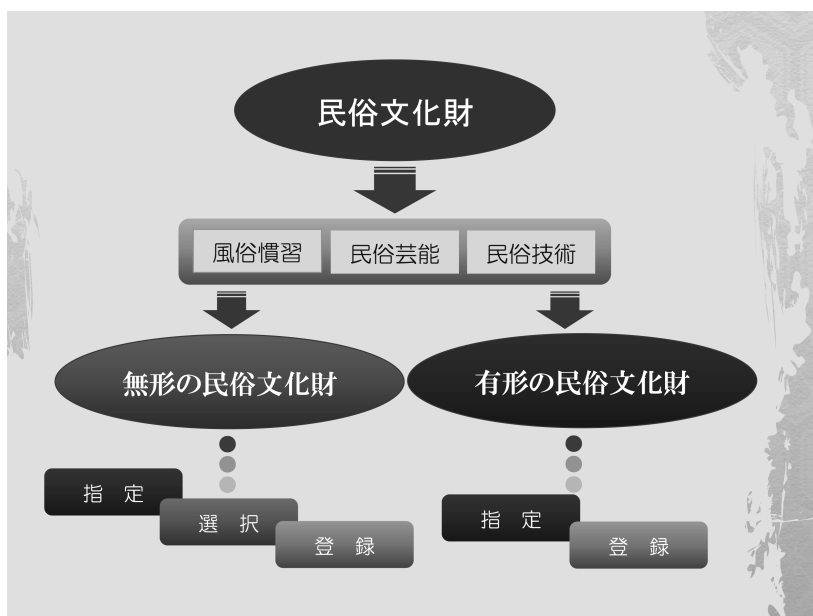 民俗文化財
風俗慣習
民俗芸能
民俗技術
無形の民俗文化財
有形の民俗文化財
指 定
選 択
登 録
指 定
登 録